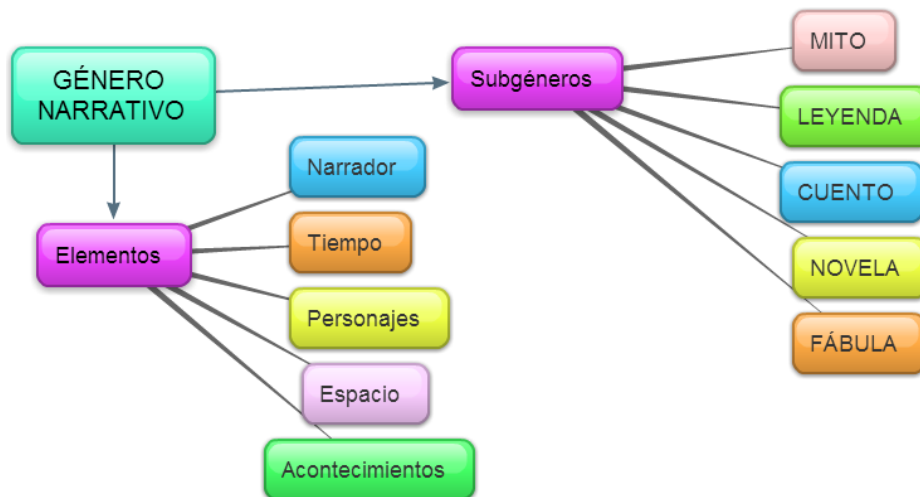 GÉNERO
NARRATIVO
Subgéneros
MITO
LEYENDA
CUENTO
NOVELA
FÁBULA
Elementos
Narrador
Tiempo
Personajes
Espacio
Acontecimientos